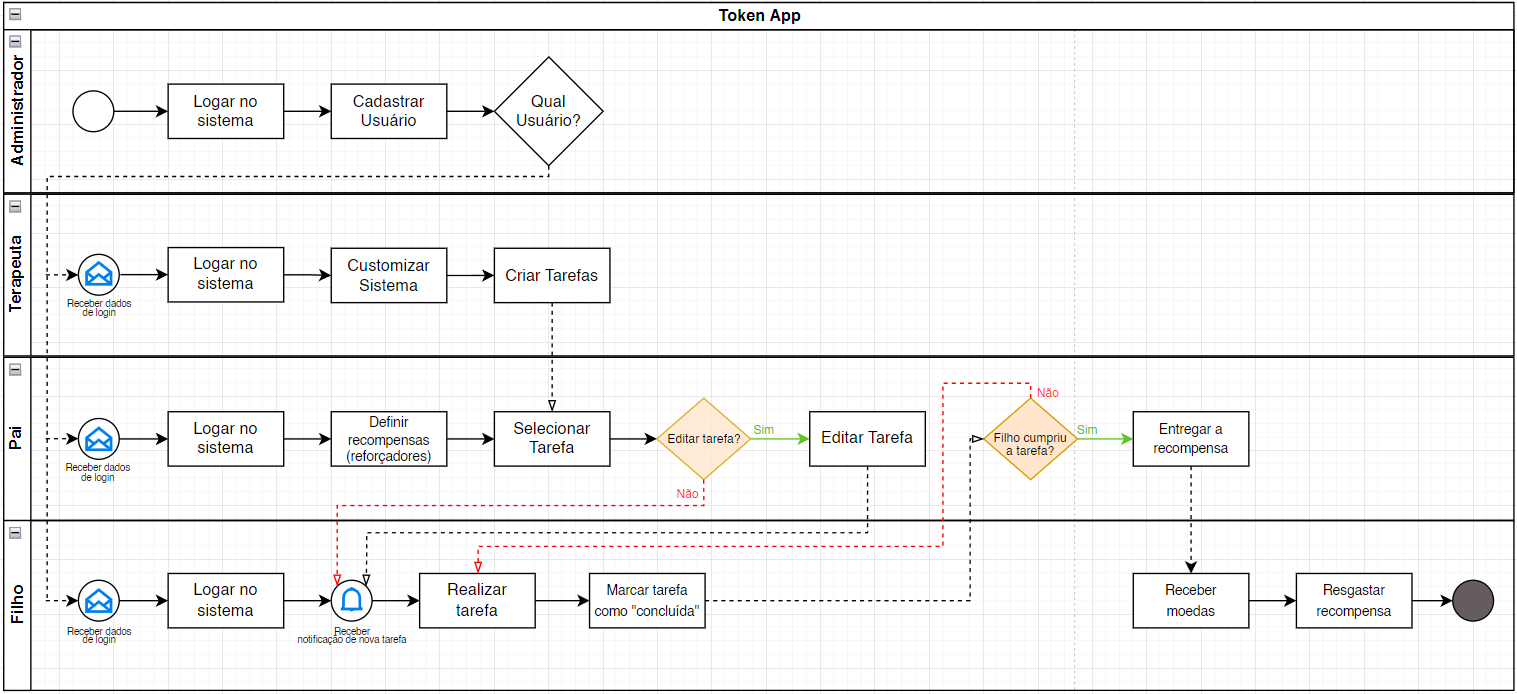 Token App
Administrador
Logar no
sistema
Cadastrar
Usuário
Qual
Usuário?
Terapeuta
Receber dados
de login
Logar no
sistema
Customizar
Sistema
Criar Tarefas
Pai
Receber dados
de login
Logar no
sistema
Definir
recompensas
(reforçadores)
Selecionar
Tarefa
Editar tarefa?
Sim
Não
Editar Tarefa
Filho cumpriu
a tarefa?
Não
Sim
Entregar a
recompensa
Filho
Receber dados
de login
Logar no
sistema
Receber
notificação de nova tarefa
Realizar
tarefa
Marcar tarefa
como "concluída"
Receber
moedas
Resgastar
recompensa